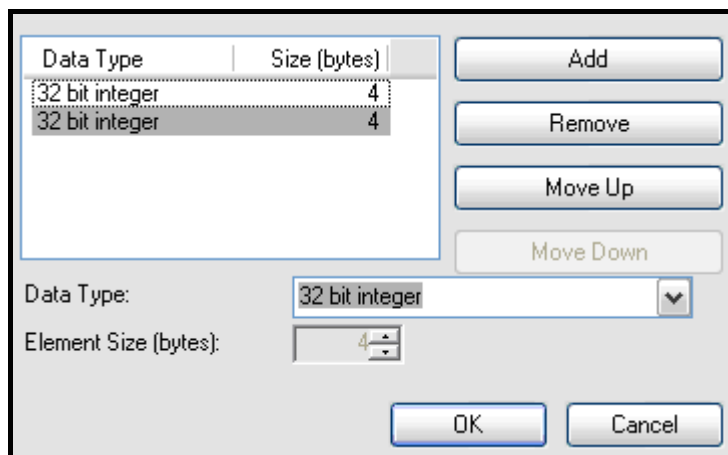 Data Type Size (bytes)
32 bit integer 4
32 bit integer 4
Add
Remove
Move Up
Move Down
Data Type: 32 bit integer
Element Size (bytes): 4
OK Cancel